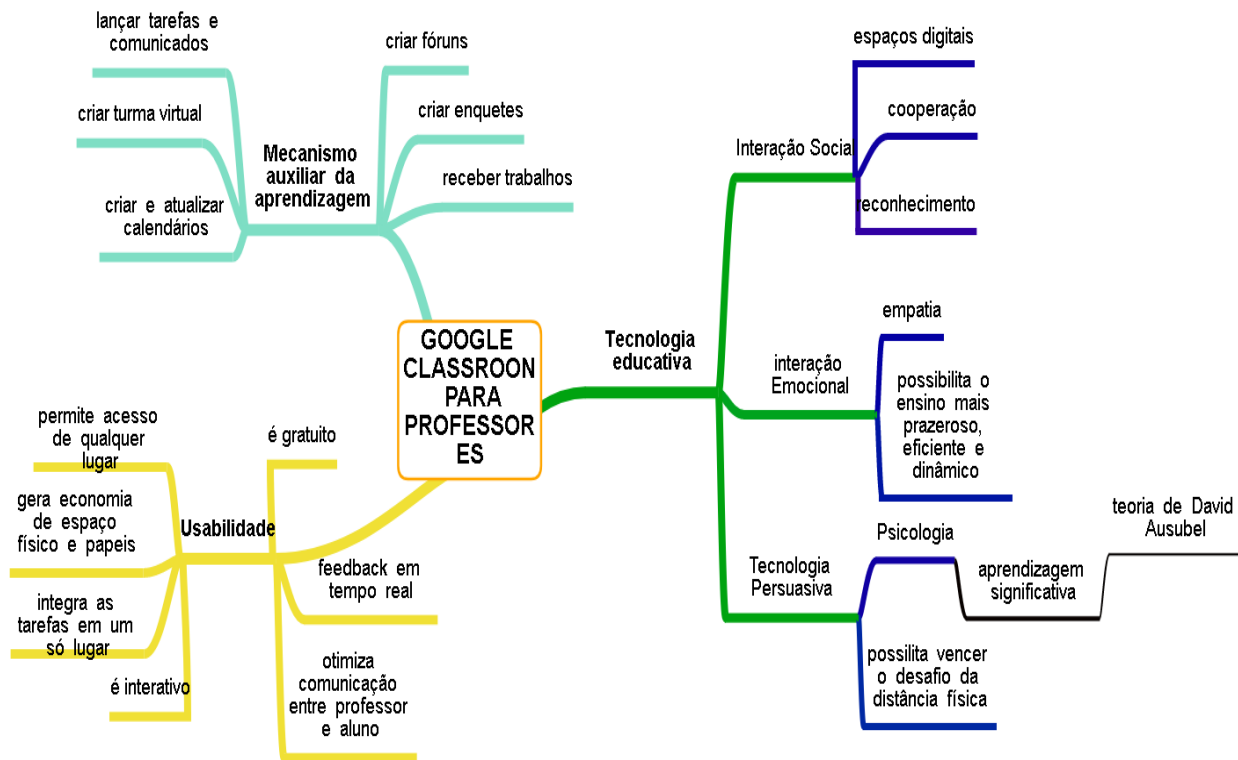 GOOGLE
CLASSROON
PARA
PROFESSOR
ES
Mecanismo
auxiliar da
aprendizagem
lançar tarefas e
comunicados
criar turma virtual
criar e atualizar
calendários
criar fóruns
criar enquetes
receber trabalhos
Tecnologia
educativa
Interação Social
espaços digitais
cooperação
reconhecimento
interação
Emocional
empatia
possibilita o
ensino mais
prazeroso,
eficiente e
dinâmico
Tecnologia
Persuasiva
Psicologia
aprendizagem
significativa
teoria de David
Ausubel
possilita vencer
o desafio da
distância física
Usabilidade
permite acesso
de qualquer
lugar
gera economia
de espaço
físico e papeis
integra as
tarefas em um
só lugar
é interativo
é gratuito
feedback em
tempo real
otimiza
comunicação
entre professor
e aluno